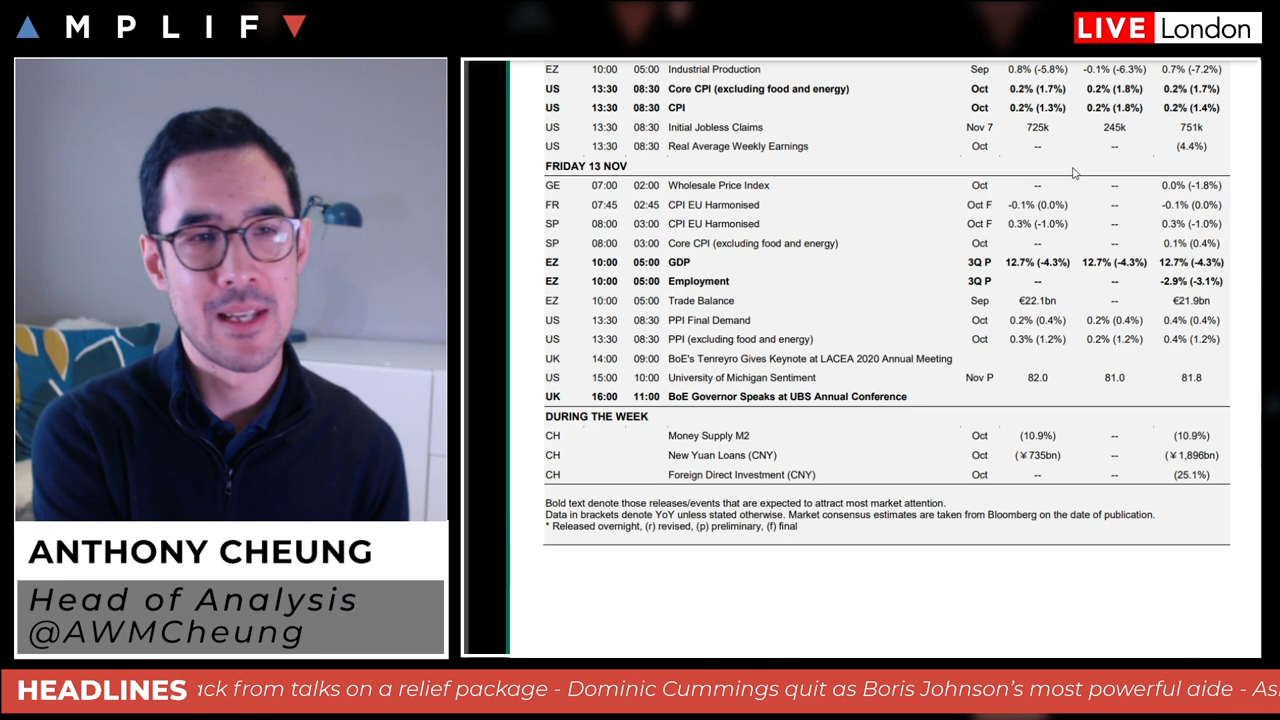 AMPLIFY
LIVE London
EZ 10:00 05:00 Industrial Production Sep 0.8% (-5.8%) -0.1% (-6.3%) 0.7% (-7.2%)
US 13:30 08:30 Core CPI (excluding food and energy) Oct 0.2% (1.7%) 0.2% (1.8%) 0.2% (1.7%)
US 13:30 08:30 CPI Oct 0.2% (1.3%) 0.2% (1.8%) 0.2% (1.4%)
US 13:30 08:30 Initial Jobless Claims Nov 7 725k 245k 751k
US 13:30 08:30 Real Average Weekly Earnings Oct -- -- (4.4%)
FRIDAY 13 NOV
GE 07:00 02:00 Wholesale Price Index Oct -- -- 0.0% (-1.8%)
FR 07:45 02:45 CPI EU Harmonised Oct F -0.1% (0.0%) -- -0.1% (0.0%)
SP 08:00 03:00 CPI EU Harmonised Oct F 0.3% (-1.0%) -- 0.3% (-1.0%)
SP 08:00 03:00 Core CPI (excluding food and energy) Oct -- -- 0.1% (0.4%)
EZ 10:00 05:00 GDP 3Q P 12.7% (-4.3%) 12.7% (-4.3%) 12.7% (-4.3%)
EZ 10:00 05:00 Employment 3Q P -- -- -2.9% (-3.1%)
EZ 10:00 05:00 Trade Balance Sep €22.1bn -- €21.9bn
US 13:30 08:30 PPI Final Demand Oct 0.2% (0.4%) 0.2% (0.4%) 0.4% (0.4%)
US 13:30 08:30 PPI (excluding food and energy) Oct 0.3% (1.2%) 0.2% (1.2%) 0.4% (1.2%)
UK 14:00 09:00 BoE's Tenreyro Gives Keynote at LACEA 2020 Annual Meeting
US 15:00 10:00 University of Michigan Sentiment Nov P 82.0 81.0 81.8
UK 16:00 11:00 BoE Governor Speaks at UBS Annual Conference
DURING THE WEEK
CH Money Supply M2 Oct (10.9%) -- (10.9%)
CH New Yuan Loans (CNY) Oct (¥735bn) -- (¥1,896bn)
CH Foreign Direct Investment (CNY) Oct -- -- (25.1%)
Bold text denote those releases/events that are expected to attract most market attention.
Data in brackets denote YoY unless stated otherwise. Market consensus estimates are taken from Bloomberg on the date of publication.
* Released overnight, (r) revised, (p) preliminary, (f) final
ANTHONY CHEUNG
Head of Analysis
@AWMCheung
HEADLINES ack from talks on a relief package - Dominic Cummings quit as Boris Johnson's most powerful aide - As